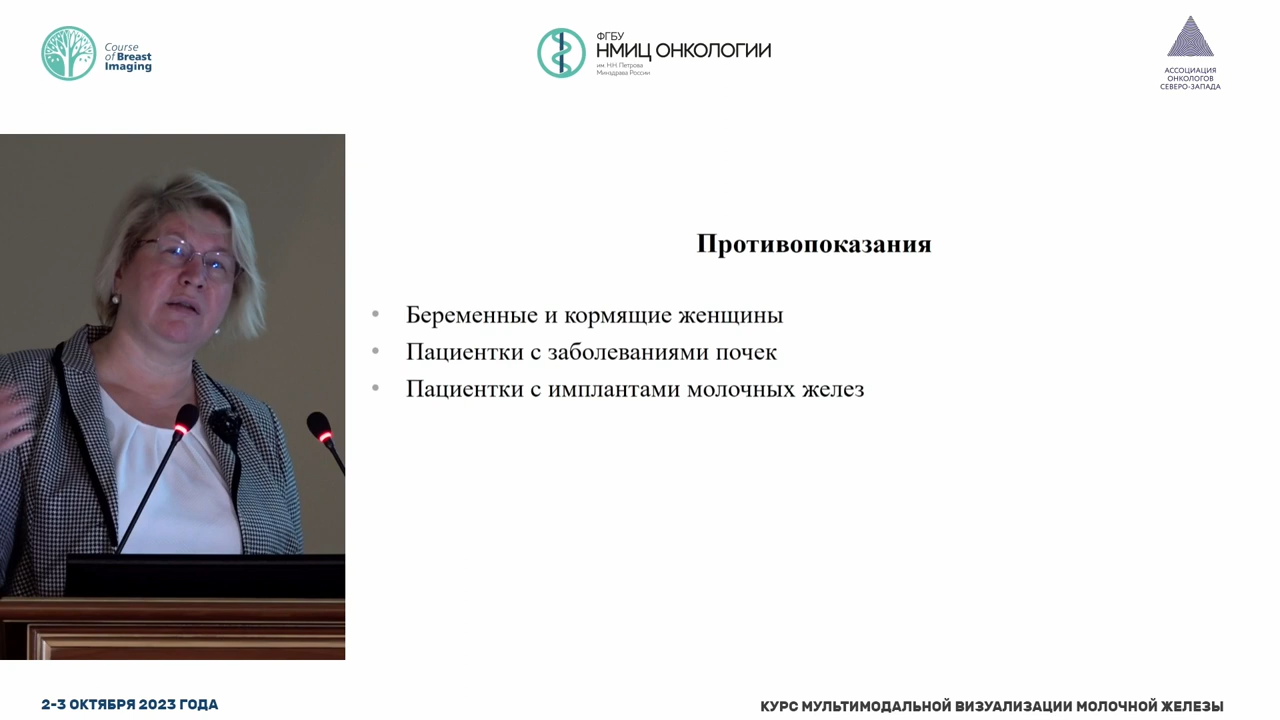 Course
of Breast
Imaging
ФГБУ
НМИЦ ОНКОЛОГИИ
им. Н.Н. Петрова
Минздрава России
АССОЦИАЦИЯ
ОНКОЛОГОВ
СЕВЕРО-ЗАПАДА
Противопоказания
• Беременные и кормящие женщины
• Пациентки с заболеваниями почек
• Пациентки с имплантами молочных желез
2-3 ОКТЯБРЯ 2023 ГОДА
КУРС МУЛЬТИМОДАЛЬНОЙ ВИЗУАЛИЗАЦИИ МОЛОЧНОЙ ЖЕЛЕЗЫ